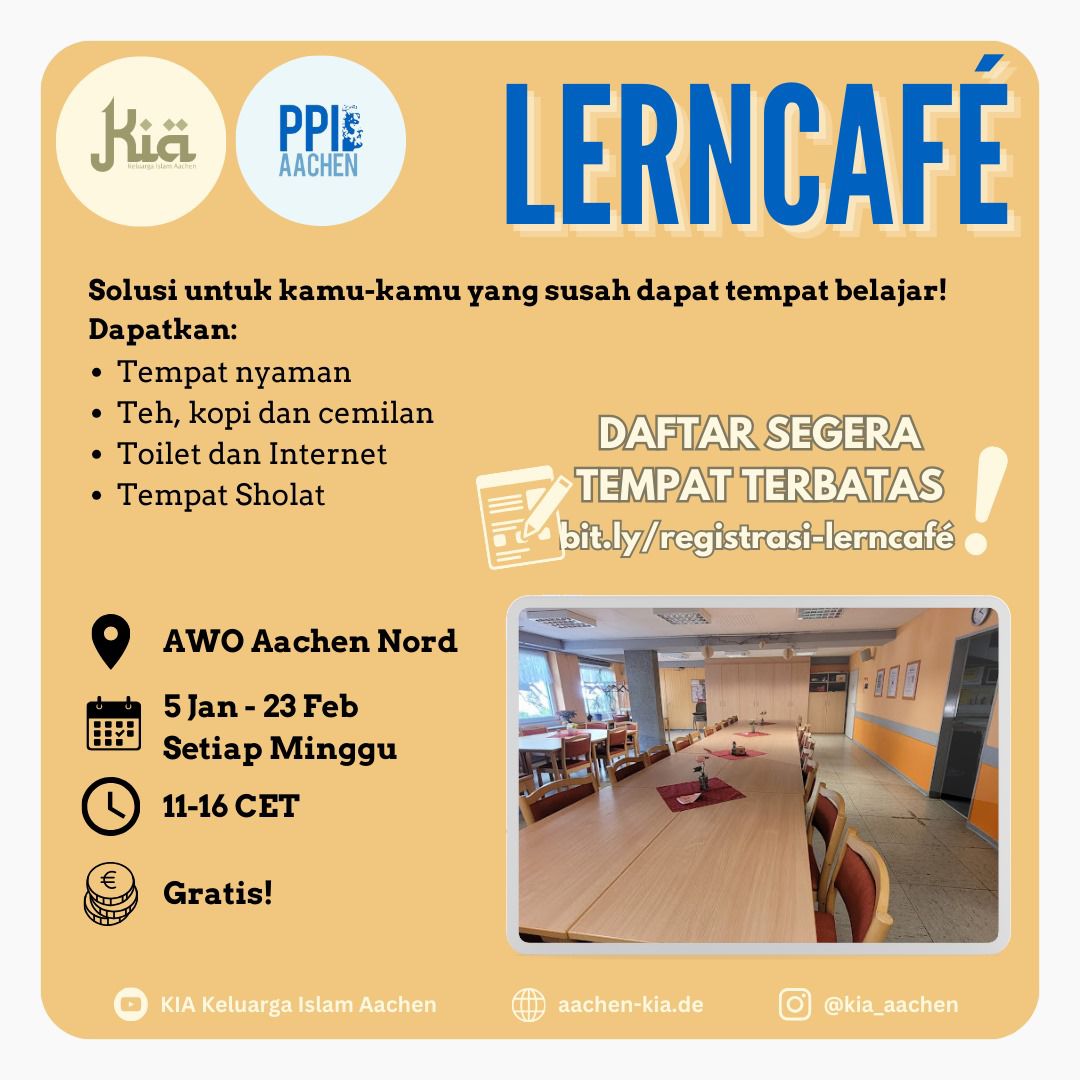 Kiä
Keluarga Islam Aachen
PPI
AACHEN
LERNCAFÉ
Solusi untuk kamu-kamu yang susah dapat tempat belajar!
Dapatkan:
• Tempat nyaman
• Teh, kopi dan cemilan
• Toilet dan Internet
• Tempat Sholat
DAFTAR SEGERA
TEMPAT TERBATAS
bit.ly/registrasi-lerncafé
!
AWO Aachen Nord
5 Jan - 23 Feb
Setiap Minggu
11-16 CET
€
Gratis!
KIA Keluarga Islam Aachen
aachen-kia.de
@kia_aachen